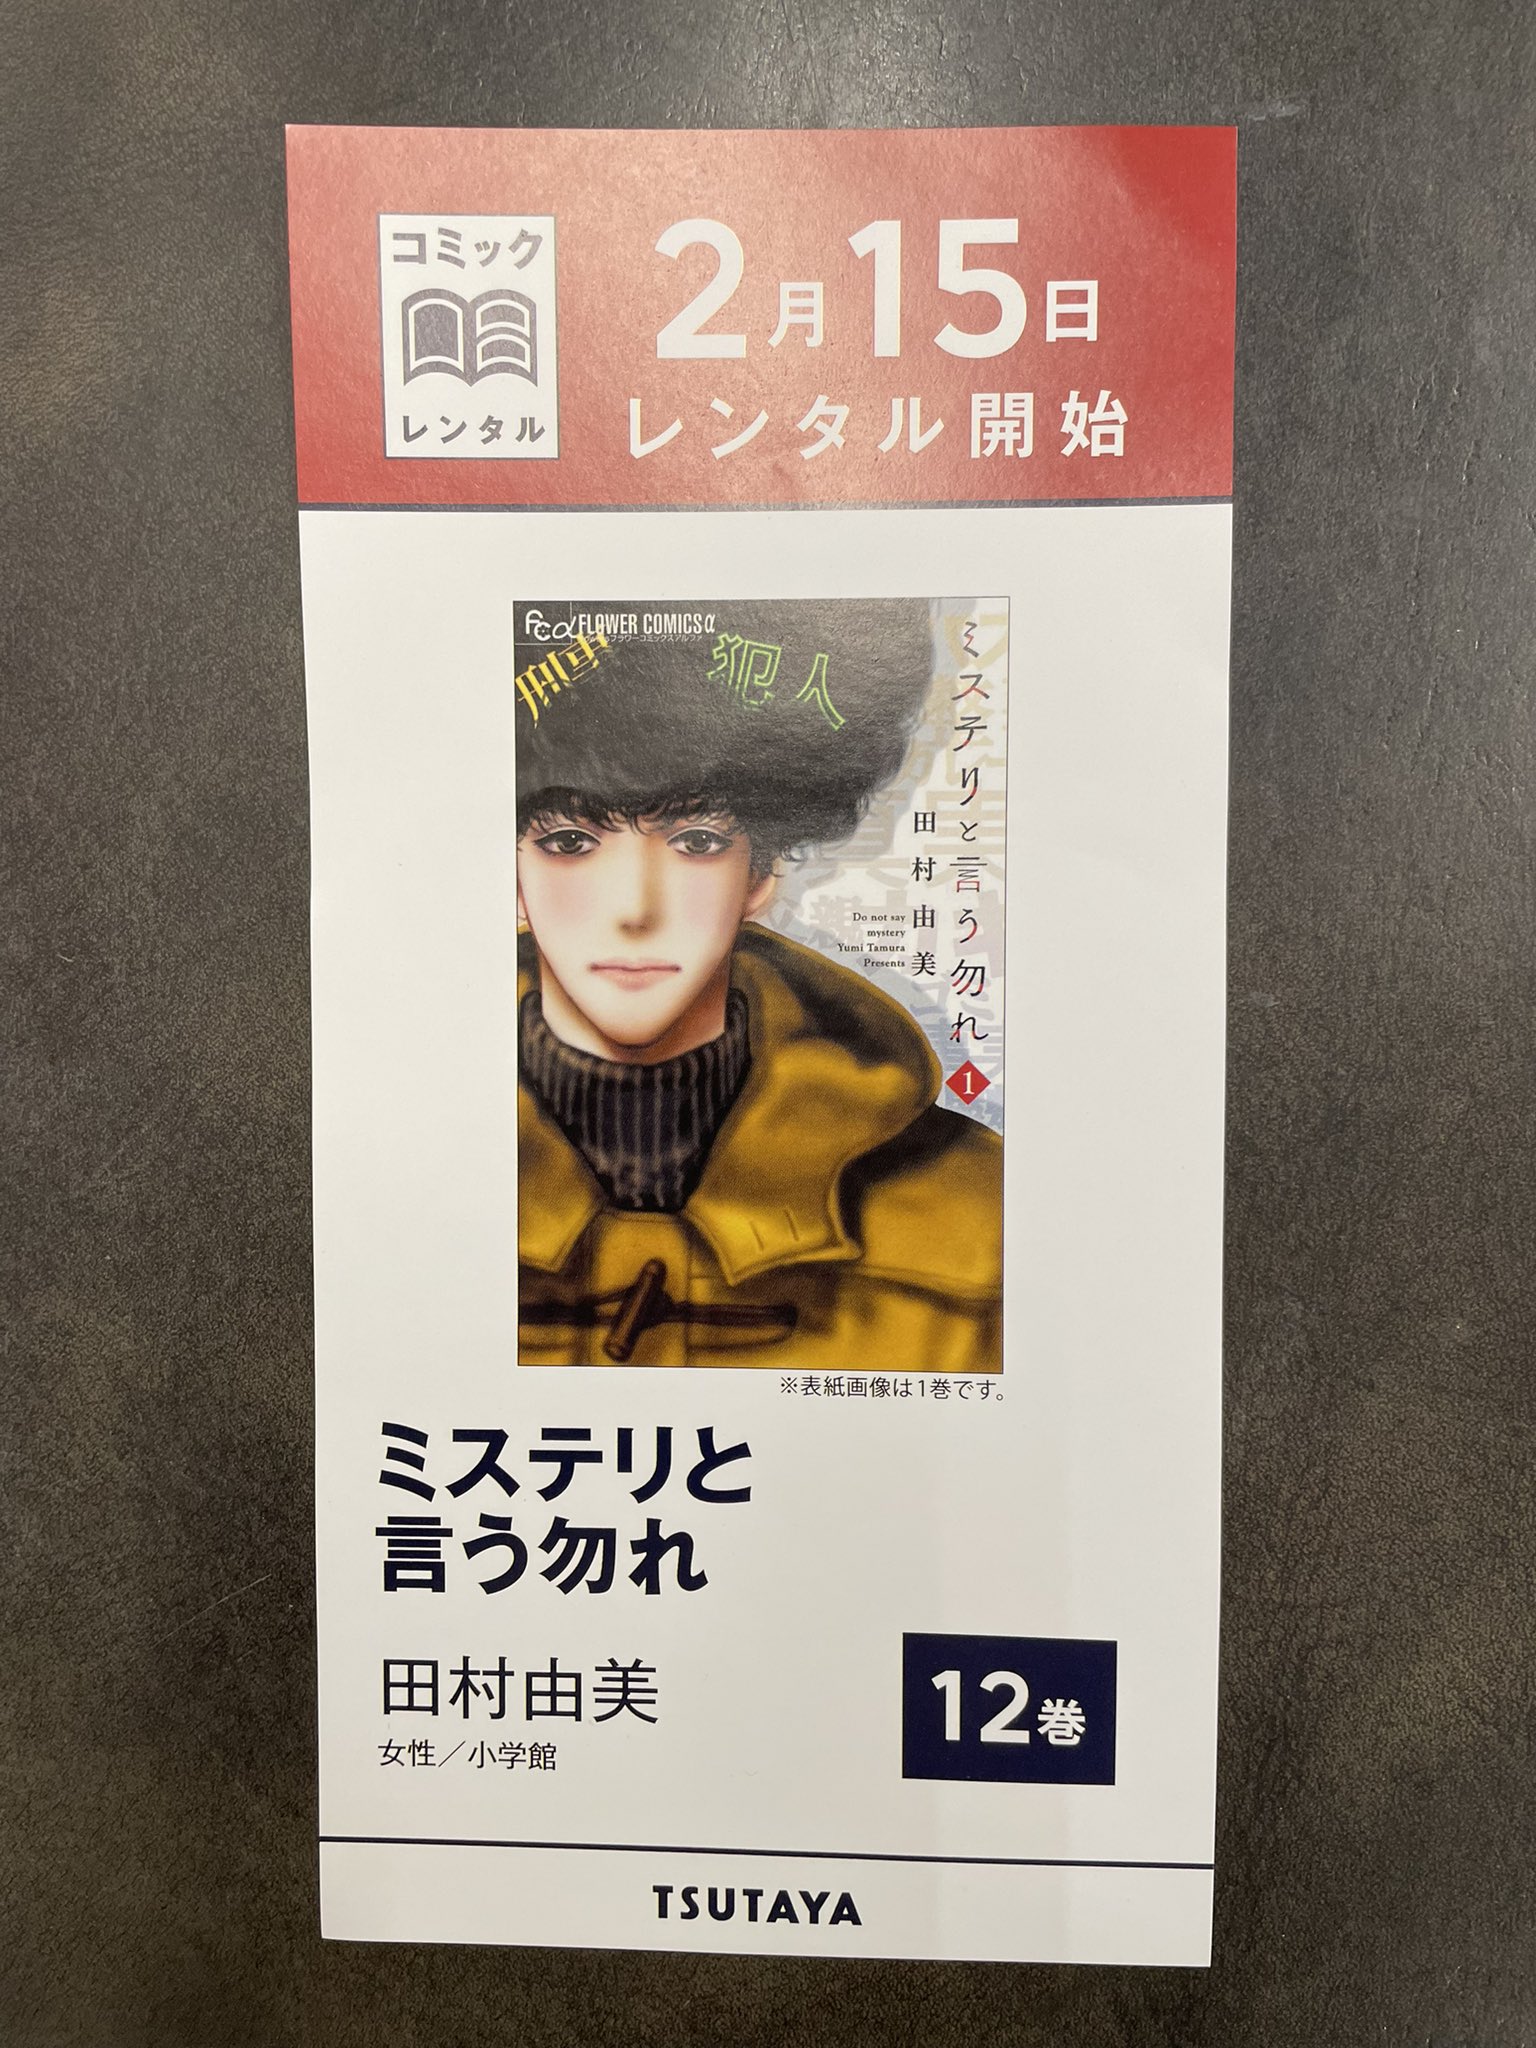 コミック
レンタル
2月15日
レンタル開始
FCα FLOWER COMICS α
フラワーコミックスアルファ
刑事
犯人
ミステリと言う勿れ
田村由美
Do not say
mystery
Yumi Tamura
Presents
1
真実
※表紙画像は1巻です。
ミステリと
言う勿れ
田村由美
女性／小学館
12巻
TSUTAYA